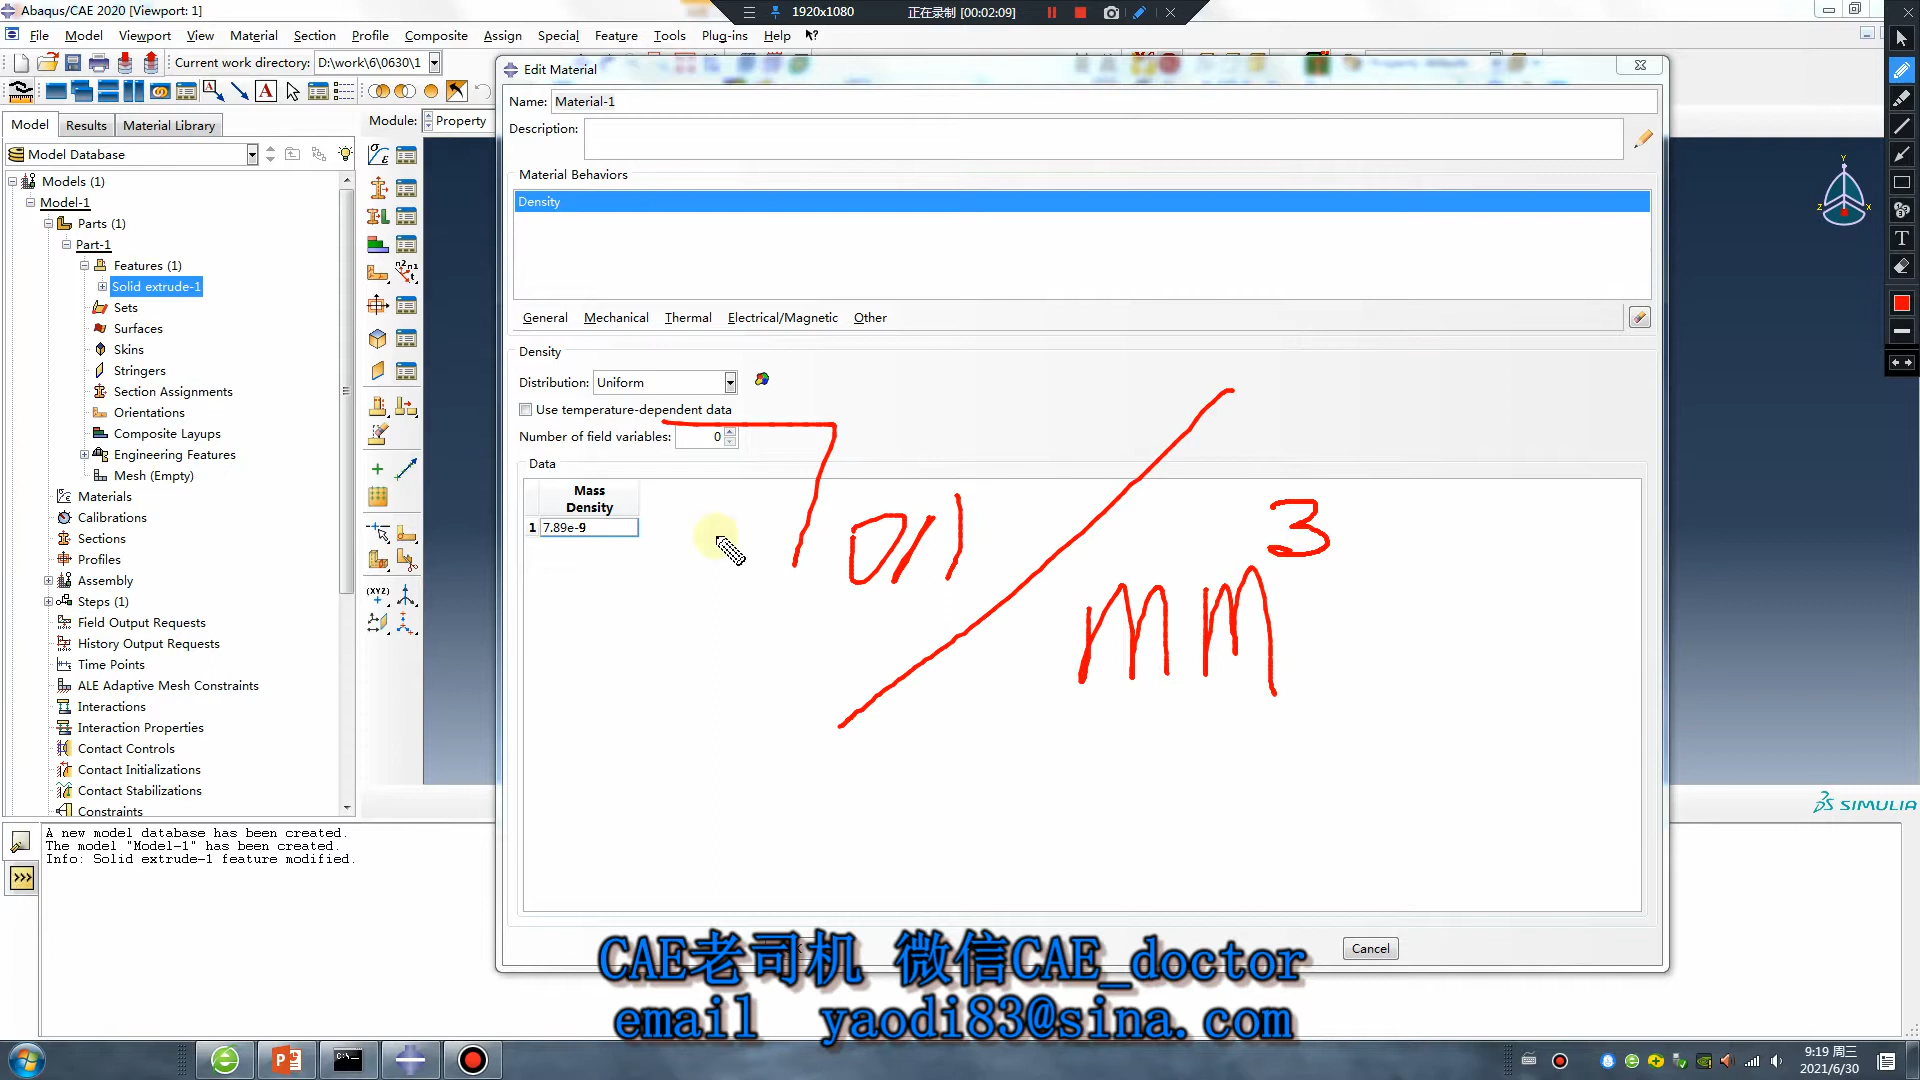 Abaqus/CAE 2020 [Viewport: 1]
1920x1080 正在录制 [00:02:09]
File Model Viewport View Material Section Profile Composite Assign Special Feature Tools Plug-ins Help
Current work directory: D:\work\6\0630\1
Model Results Material Library
Module: Property
Model Database
Models (1)
Model-1
Parts (1)
Part-1
Features (1)
Solid extrude-1
Sets
Surfaces
Skins
Stringers
Section Assignments
Orientations
Composite Layups
Engineering Features
Mesh (Empty)
Materials
Calibrations
Sections
Profiles
Assembly
Steps (1)
Field Output Requests
History Output Requests
Time Points
ALE Adaptive Mesh Constraints
Interactions
Interaction Properties
Contact Controls
Contact Initializations
Contact Stabilizations
Constraints
Edit Material
Name: Material-1
Description:
Material Behaviors
Density
General Mechanical Thermal Electrical/Magnetic Other
Density
Distribution: Uniform
Use temperature-dependent data
Number of field variables: 0
Data
Mass
Density
1 7.89e-9
Ton/mm3
Cancel
SIMULIA
A new model database has been created.
The model "Model-1" has been created.
Info: Solid extrude-1 feature modified.
CAE老司机 微信CAE_doctor
email yaodi83@sina.com
9:19 周三
2021/6/30